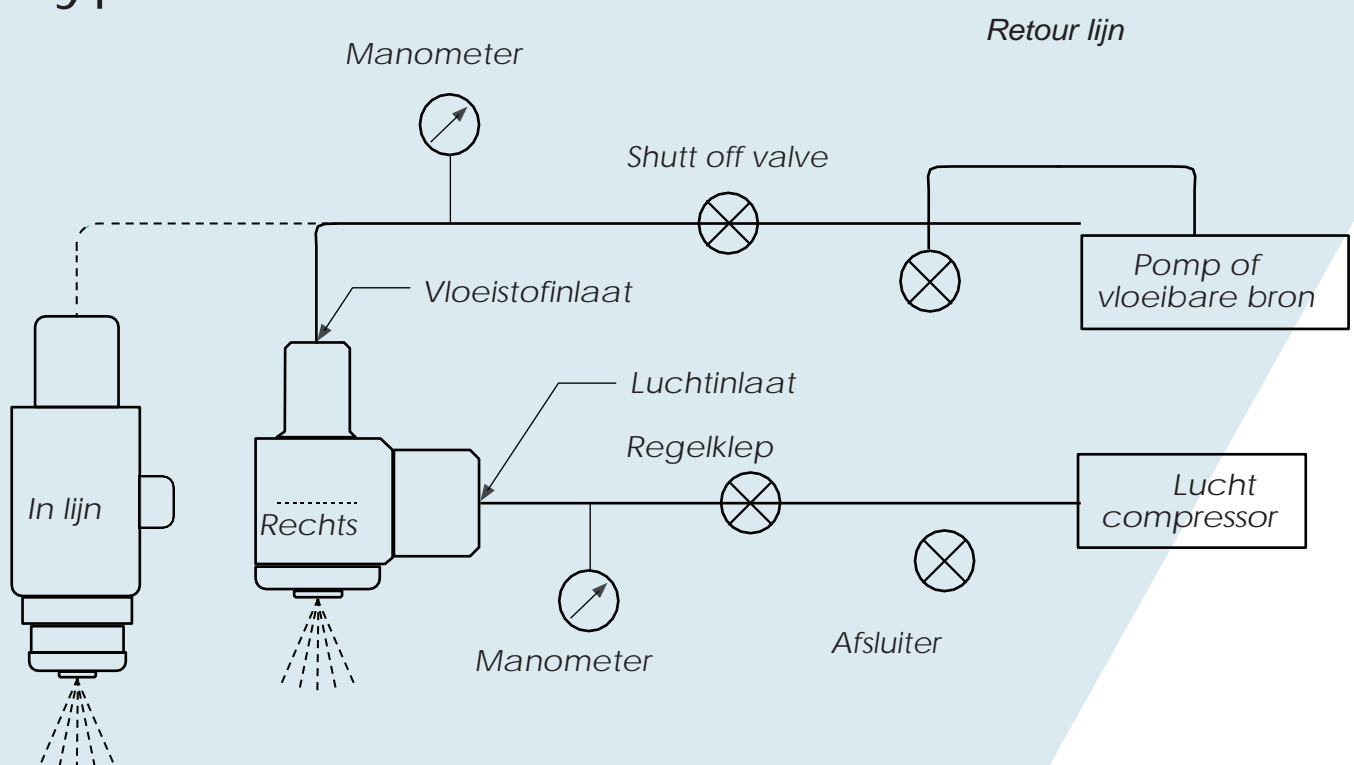 Retour lijn
Manometer
Shutt off valve
Pomp of
vloeibare bron
Vloeistofinlaat
Luchtinlaat
Regelklep
In lijn
Rechts
Lucht
compressor
Manometer
Afsluiter